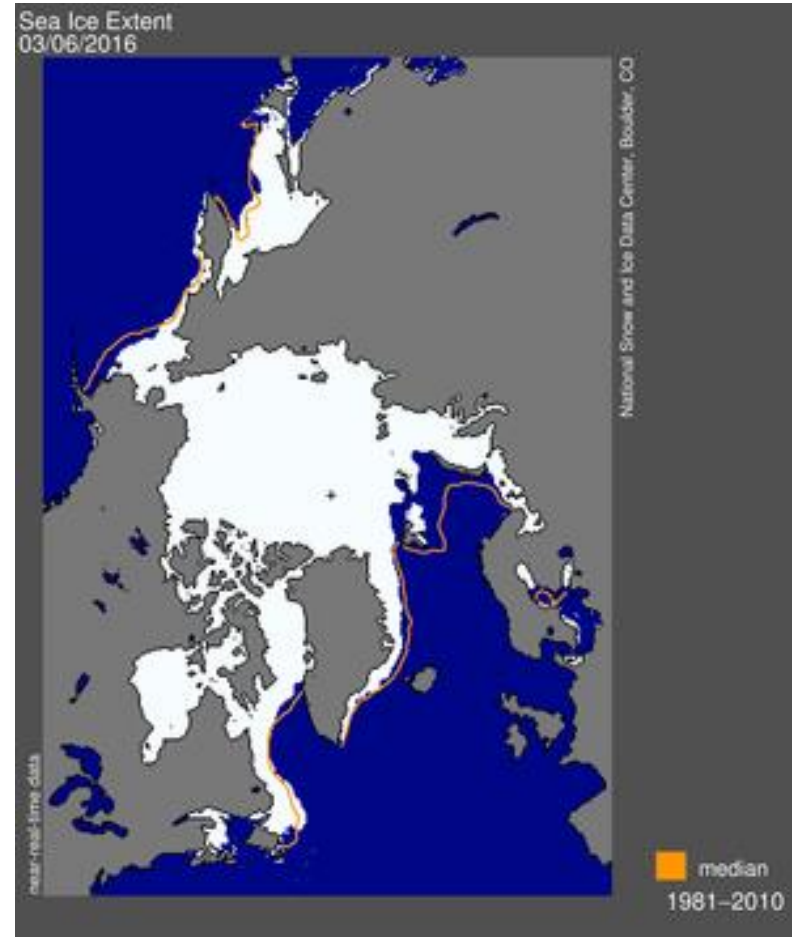 Sea Ice Extent
03/06/2016
National Snow and Ice Data Center, Boulder, CO
near-real-time data
median
1981–2010